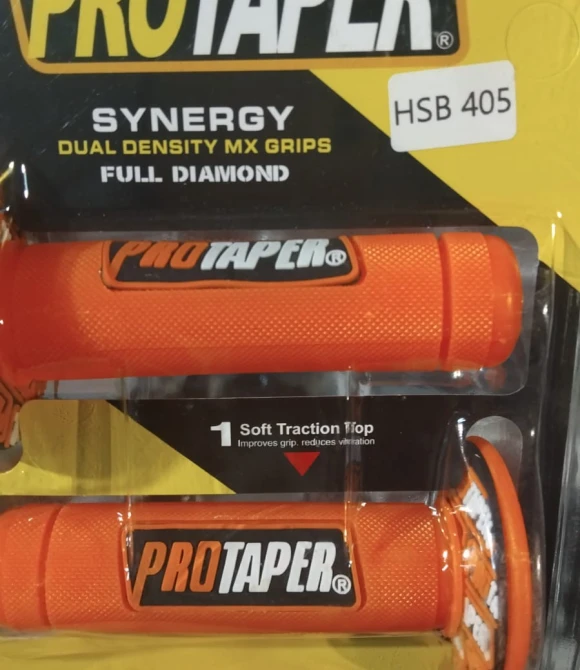 PROTAPER®
HSB 405
SYNERGY
DUAL DENSITY MX GRIPS
FULL DIAMOND
PROTAPER®
1 Soft Traction Top
Improves grip. reduces vibration
PROTAPER®